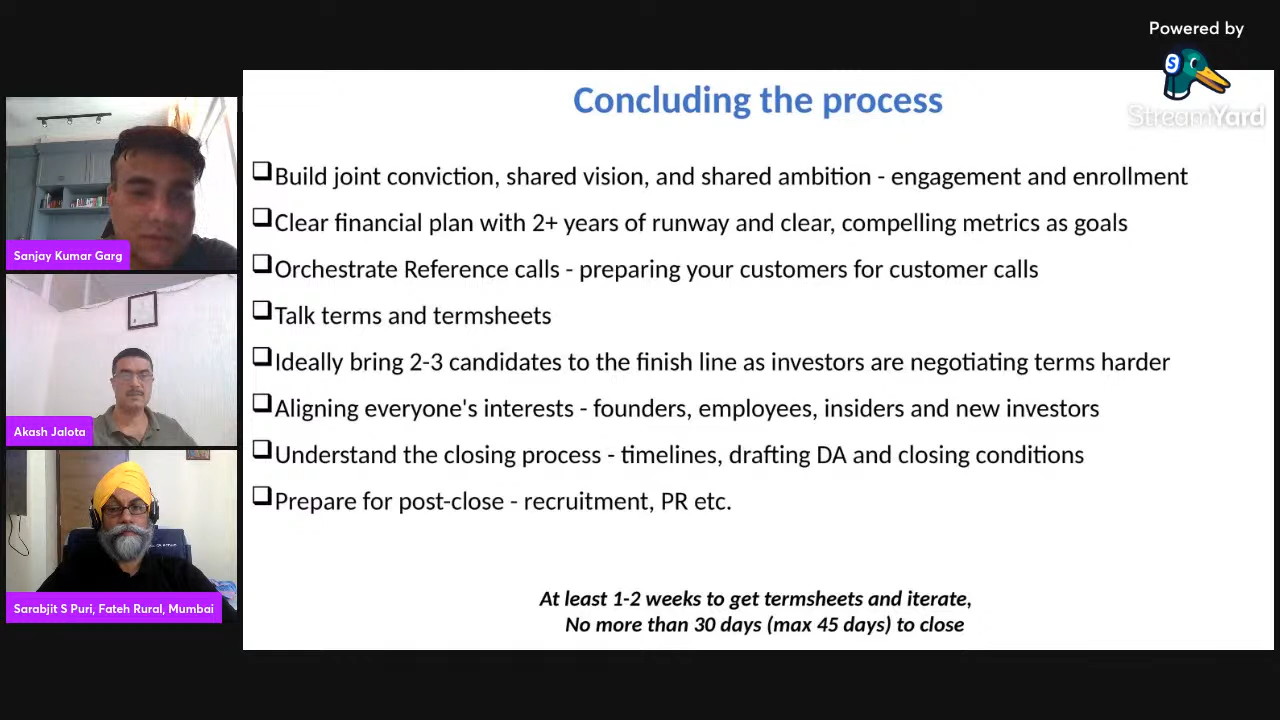 Powered by
S
StreamYard
Concluding the process
Build joint conviction, shared vision, and shared ambition - engagement and enrollment
Clear financial plan with 2+ years of runway and clear, compelling metrics as goals
Orchestrate Reference calls - preparing your customers for customer calls
Talk terms and termsheets
Ideally bring 2-3 candidates to the finish line as investors are negotiating terms harder
Aligning everyone's interests - founders, employees, insiders and new investors
Understand the closing process - timelines, drafting DA and closing conditions
Prepare for post-close - recruitment, PR etc.
At least 1-2 weeks to get termsheets and iterate,
No more than 30 days (max 45 days) to close
Sanjay Kumar Garg
Akash Jalota
Sarabjit S Puri, Fateh Rural, Mumbai